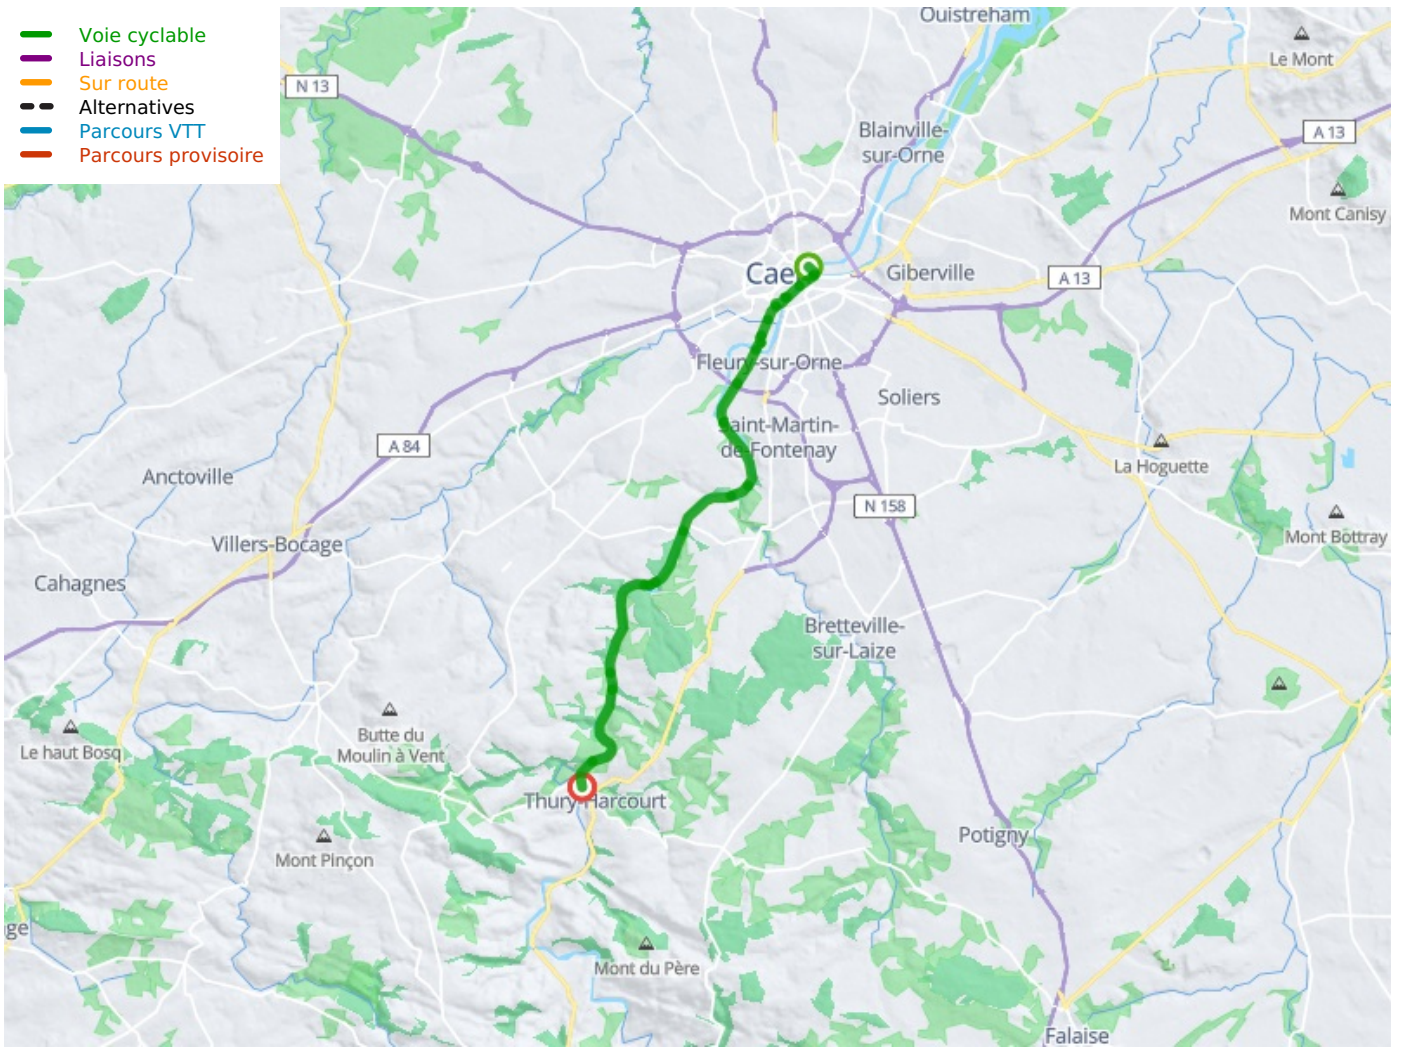 Voie cyclable
Liaisons
Sur route
Alternatives
Parcours VTT
Parcours provisoire
Ouistreham
Le Mont
N 13
Blainville-
sur-Orne
A 13
Mont Canisy
Cae
Giberville
A 13
Fleury-sur-Orne
Soliers
Saint-Martin-
de-Fontenay
A 84
La Hoguette
Anctoville
N 158
Mont Bottray
Villers-Bocage
Cahagnes
Bretteville-
sur-Laize
Butte du
Moulin à Vent
Le haut Bosq
Thury-Harcourt
Potigny
Mont Pinçon
ge
Mont du Père
Falaise